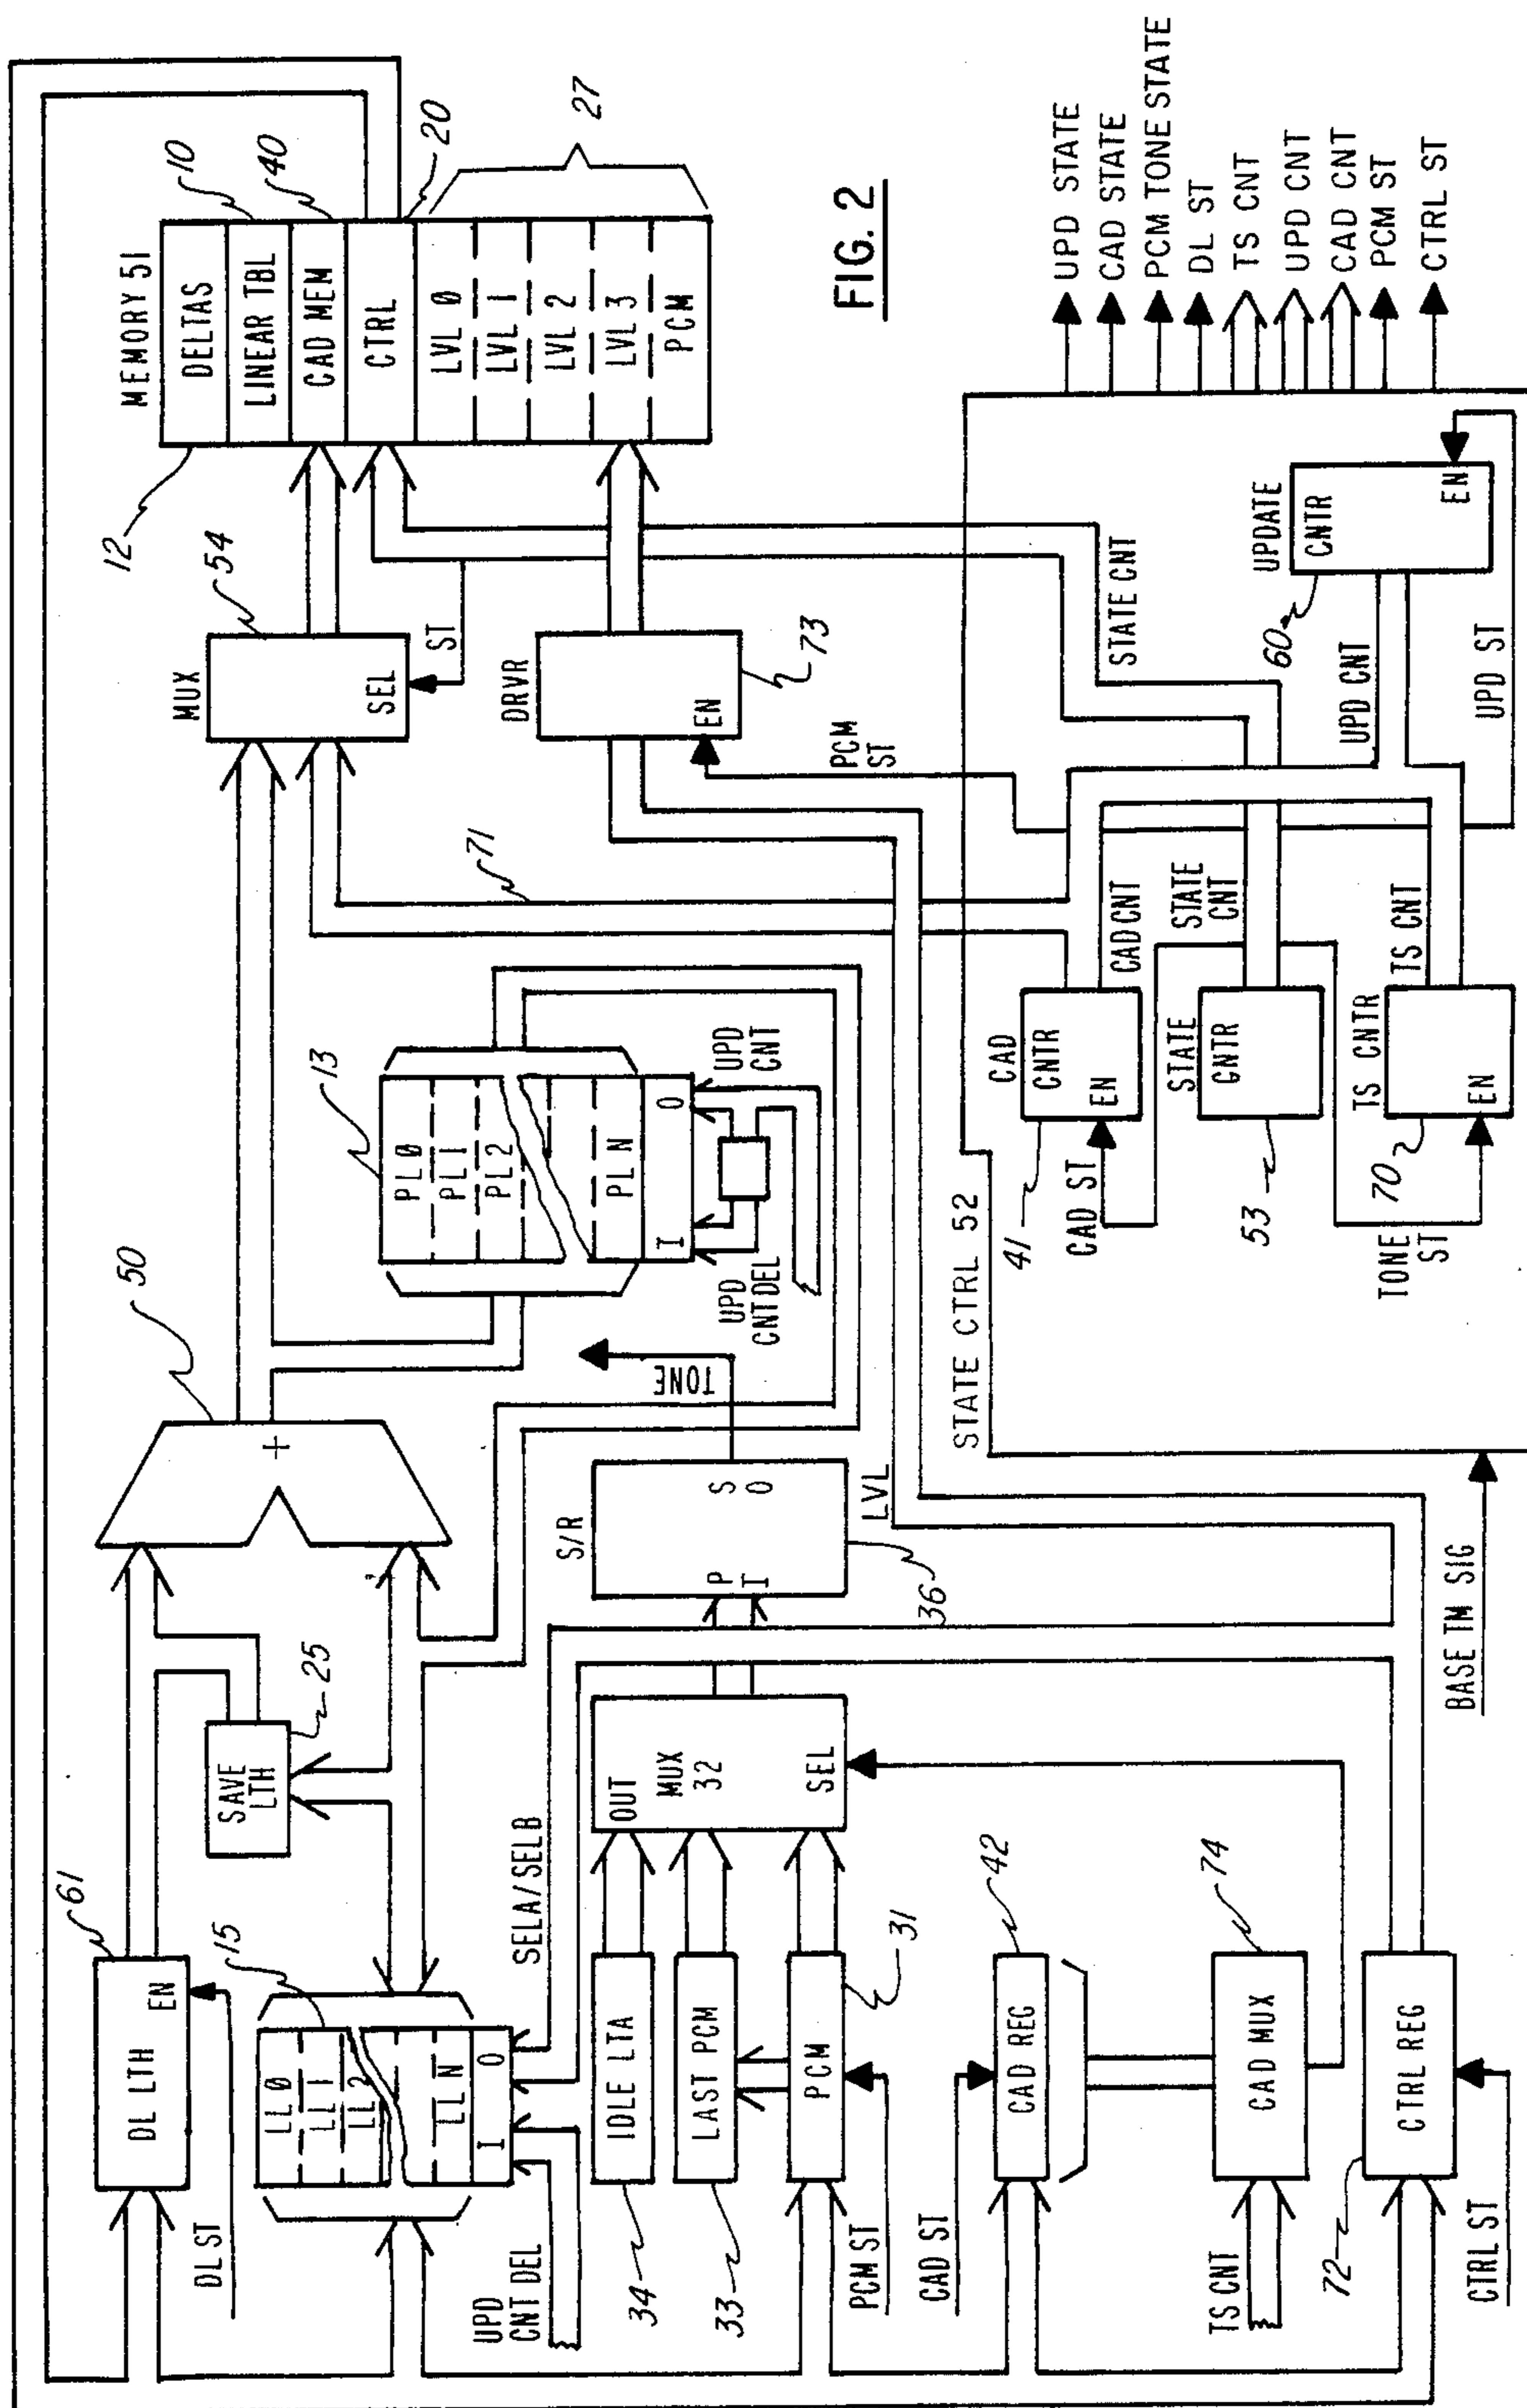 MEMORY 51
DELTAS
LINEAR TBL
CAD MEM
CTRL
LVL 0
LVL 1
LVL 2
LVL 3
PCM
10
40
20
27
12
MUX
54
SEL
ST
DRVR
EN
73
PCM
ST
71
50
+
13
PL 0
PL 1
PL 2
PL N
I
O
UPD
CNT
UPD
CNT DEL
61
DL LTH
EN
DL ST
SAVE
LTH
25
15
LL 0
LL 1
LL 2
LL N
I
O
UPD
CNT DEL
SELA/SELB
IDLE LTA
34
LAST PCM
33
PCM
31
PCM ST
OUT
MUX
32
SEL
S/R
P
I
S
O
36
TONE
LVL
CAD REG
42
CAD ST
CAD MUX
74
TS CNT
CTRL REG
72
CTRL ST
BASE TM SIG
STATE CTRL 52
CAD
CNTR
EN
41
CAD ST
CAD CNT
STATE
CNTR
53
STATE
CNT
STATE CNT
TS CNTR
EN
70
TONE
ST
TS CNT
UPDATE
CNTR
EN
60
UPD CNT
UPD ST
UPD STATE
CAD STATE
PCM TONE STATE
DL ST
TS CNT
UPD CNT
CAD CNT
PCM ST
CTRL ST
FIG. 2